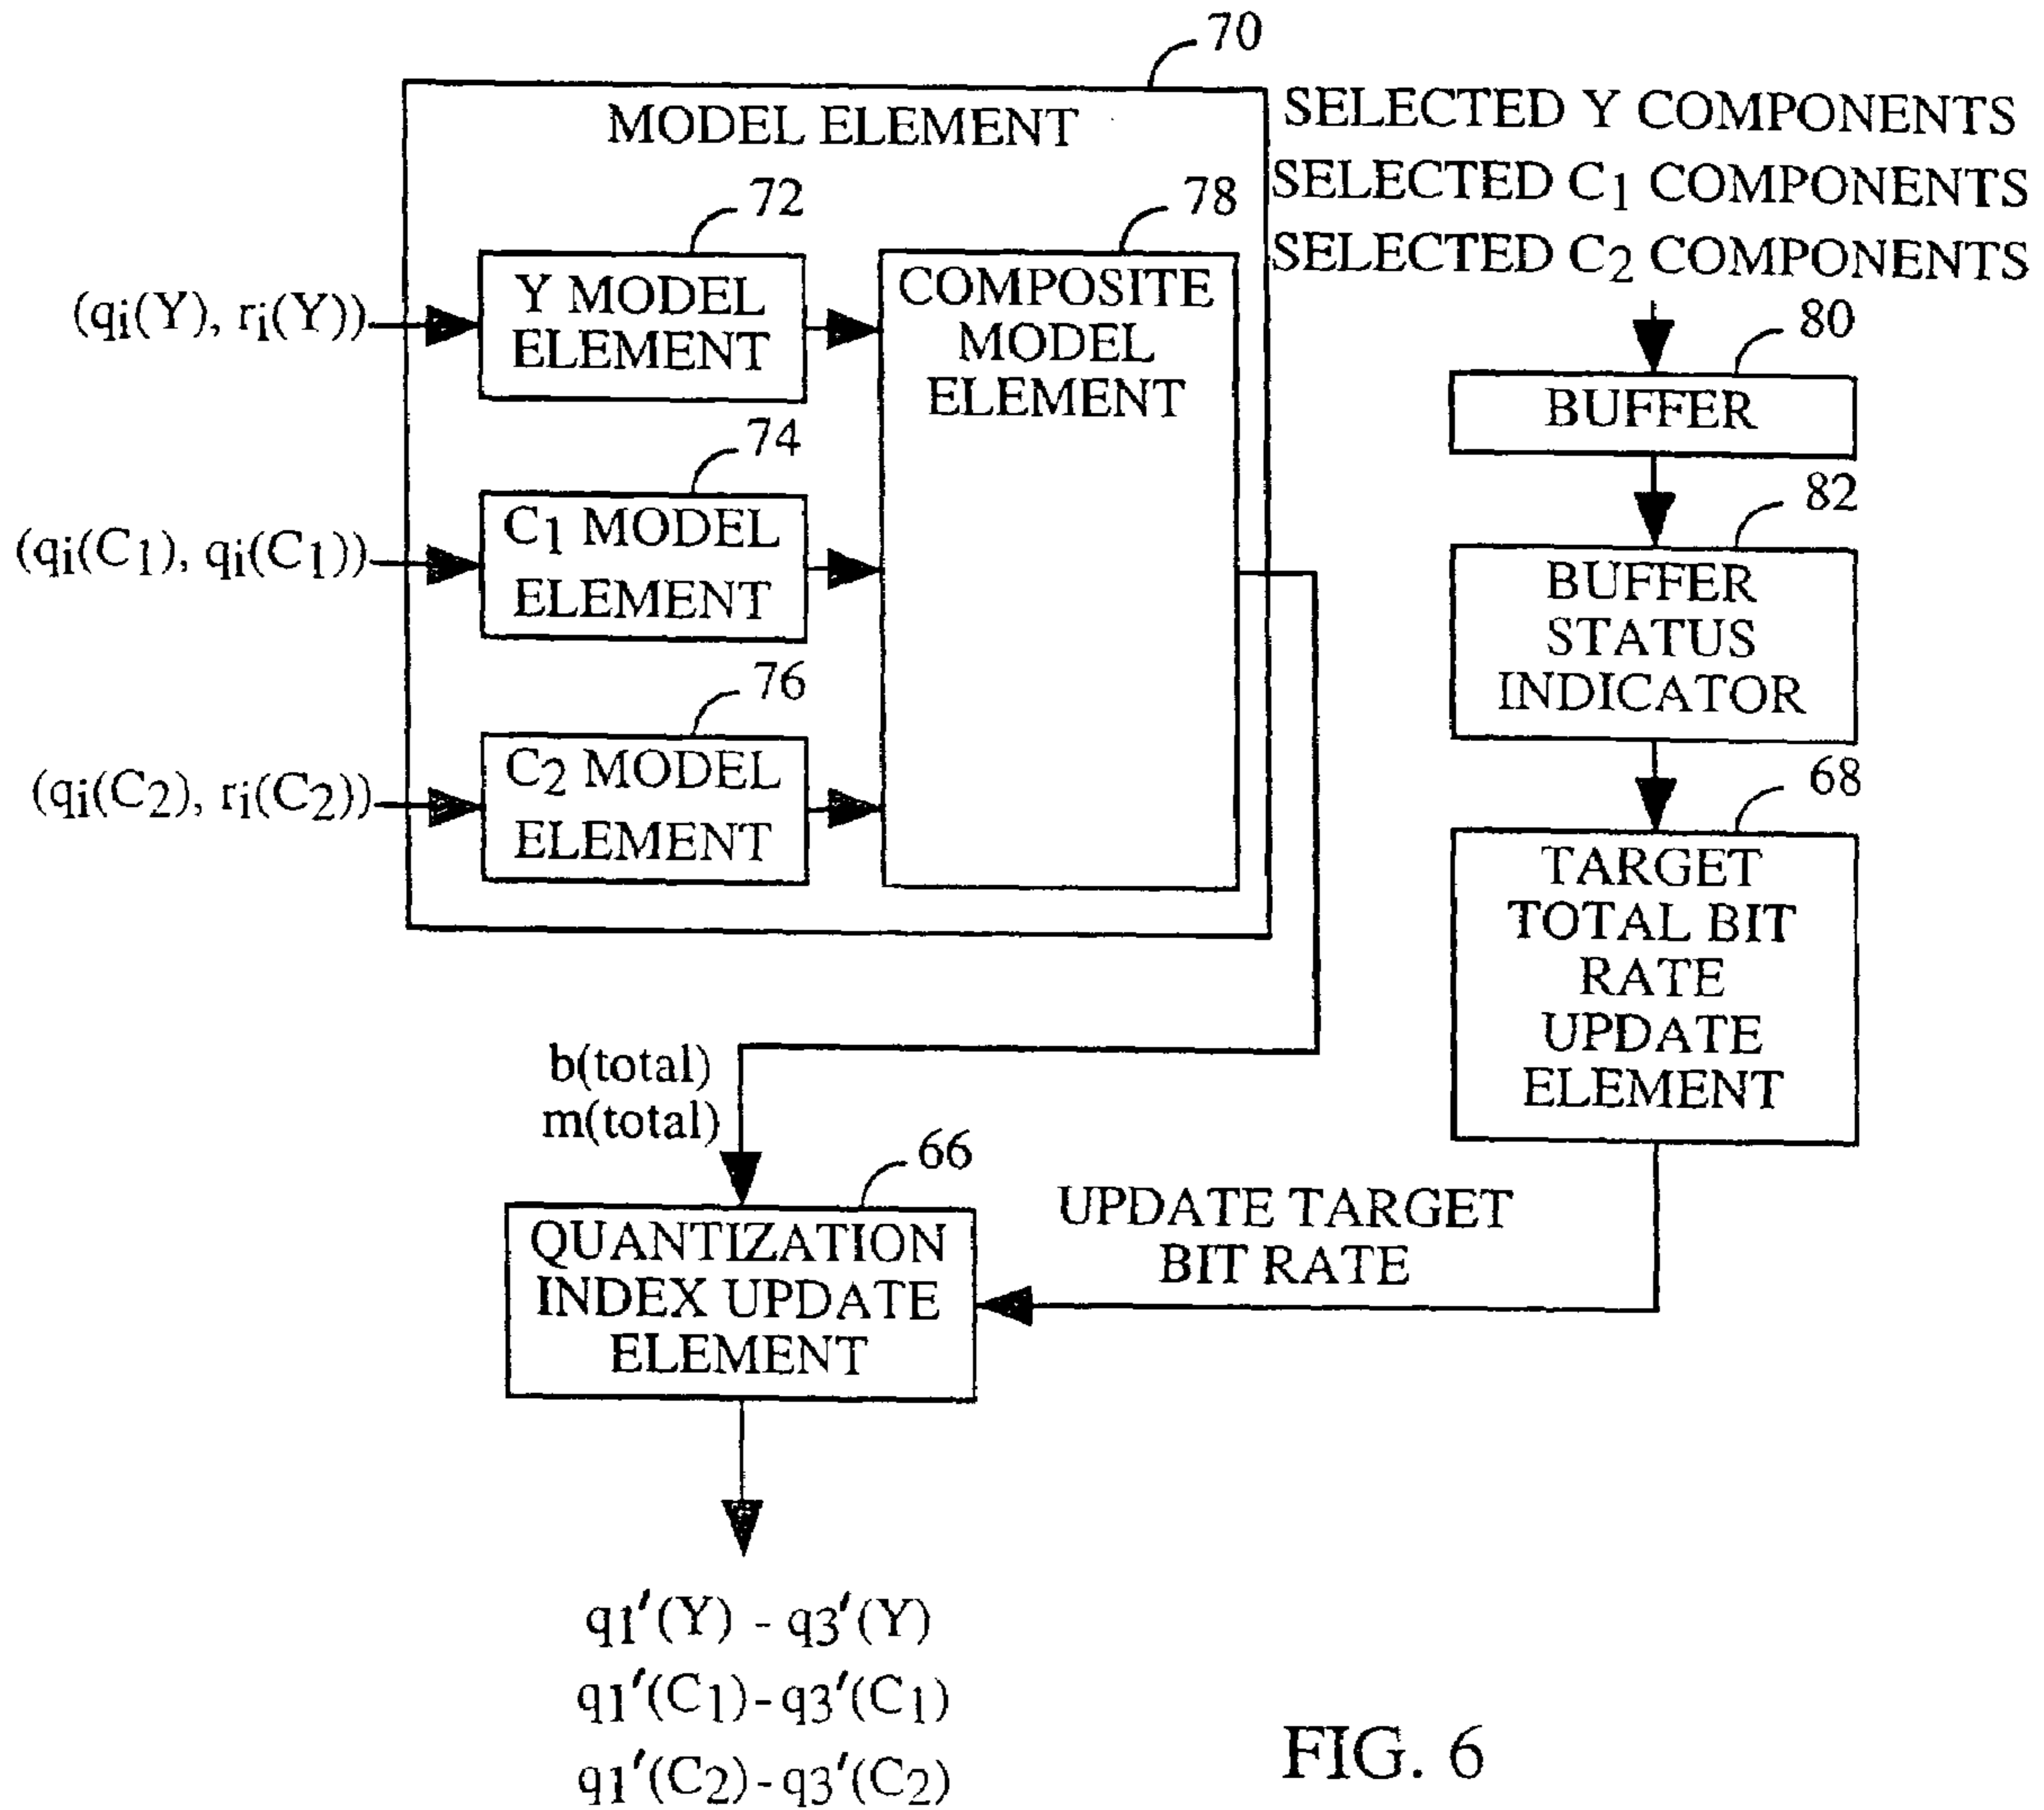 70
MODEL ELEMENT
SELECTED Y COMPONENTS
SELECTED C1 COMPONENTS
SELECTED C2 COMPONENTS
72
78
(qi(Y), ri(Y))
Y MODEL
ELEMENT
COMPOSITE
MODEL
ELEMENT
80
BUFFER
74
(qi(C1), qi(C1))
C1 MODEL
ELEMENT
82
BUFFER
STATUS
INDICATOR
76
(qi(C2), ri(C2))
C2 MODEL
ELEMENT
68
TARGET
TOTAL BIT
RATE
UPDATE
ELEMENT
b(total)
m(total)
66
QUANTIZATION
INDEX UPDATE
ELEMENT
UPDATE TARGET
BIT RATE
q1'(Y) - q3'(Y)
q1'(C1)-q3'(C1)
q1'(C2)-q3'(C2)
FIG. 6